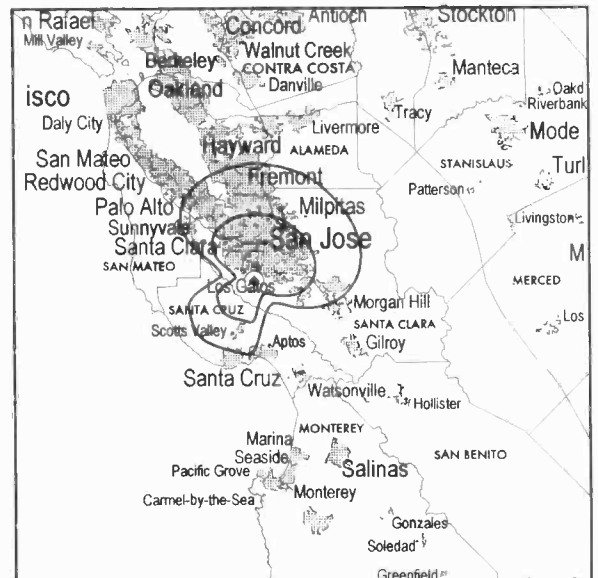 n Rafael
Mill Valley
Concord
Antioch
Stockton
Walnut Creek
Berkeley
CONTRA COSTA
Manteca
Oakland
Danville
Oakd
isco
Riverbank
Daly City
Livermore
Tracy
Mode
Hayward
ALAMEDA
San Mateo
STANISLAUS
Turl
Redwood City
Fremont
Patterson
Palo Alto
Milpitas
Livingston
Sunnyvale
Santa Clara
San Jose
M
SAN MATEO
MERCED
Los Gatos
Morgan Hill
SANTA CRUZ
Los
Scotts Valley
SANTA CLARA
Aptos
Gilroy
Santa Cruz
Watsonville
Hollister
MONTEREY
Marina
Seaside
SAN BENITO
Pacific Grove
Salinas
Carmel-by-the-Sea
Monterey
Gonzales
Soledad
Greenfield